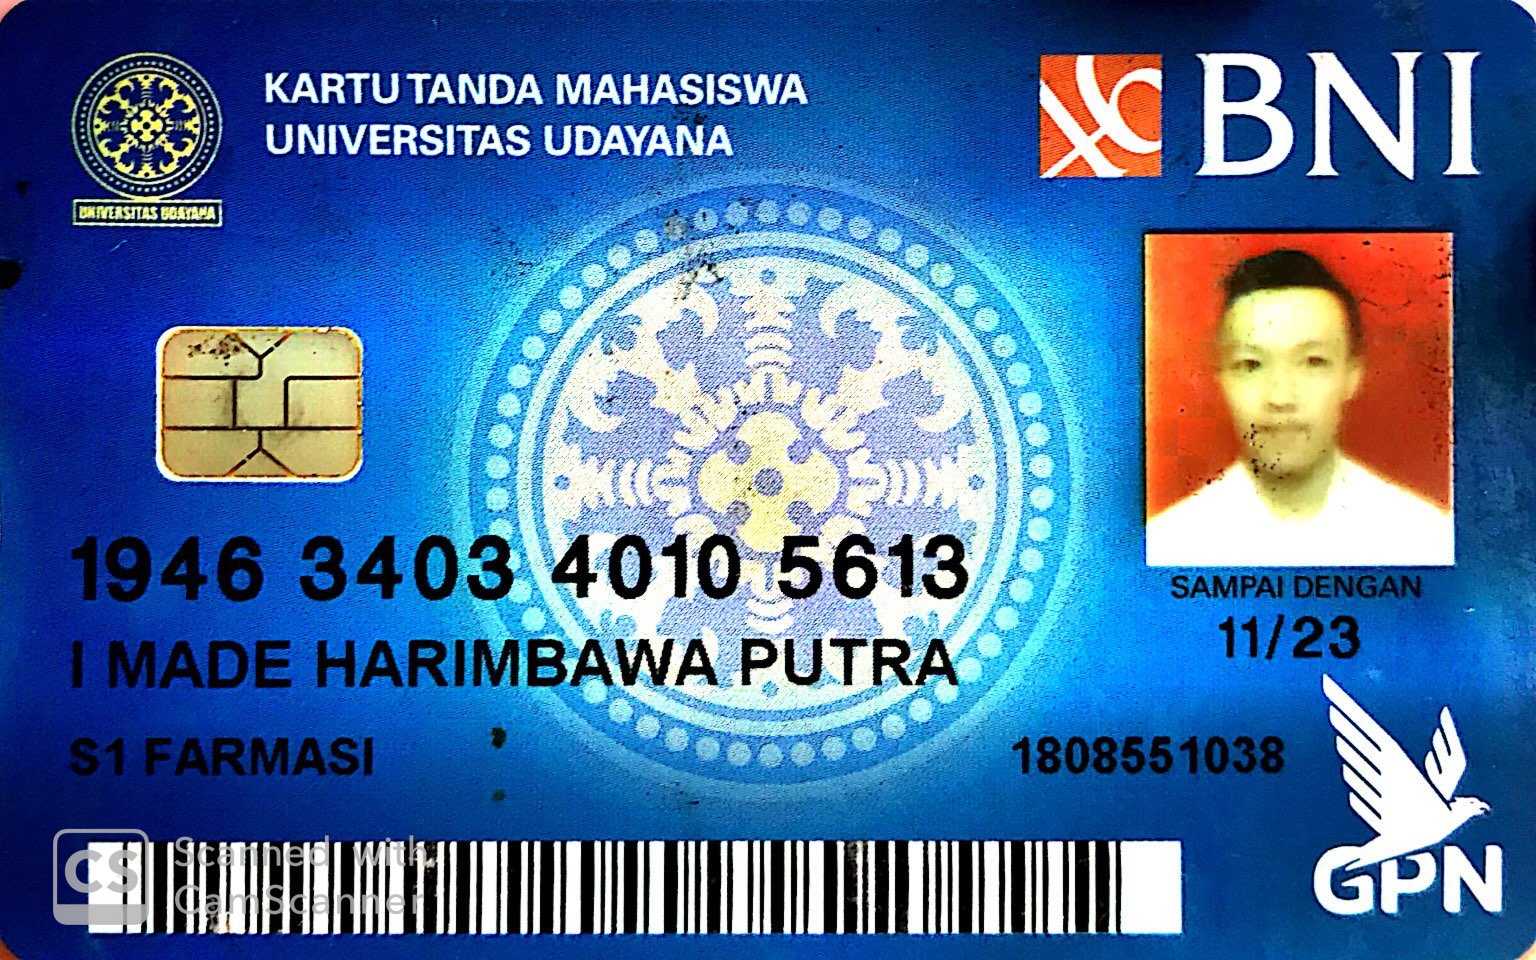 KARTU TANDA MAHASISWA
UNIVERSITAS UDAYANA
BNI
UNIVERSITAS UDAYANA
1946 3403 4010 5613
SAMPAI DENGAN
11/23
I MADE HARIMBAWA PUTRA
S1 FARMASI
1808551038
GPN
CS
Scanned with
CamScanner